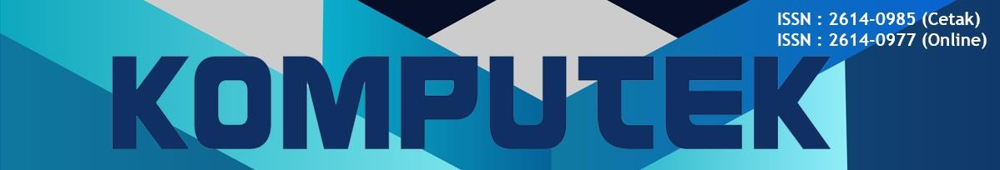 ISSN : 2614-0985 (Cetak)
ISSN : 2614-0977 (Online)
KOMPUTEK